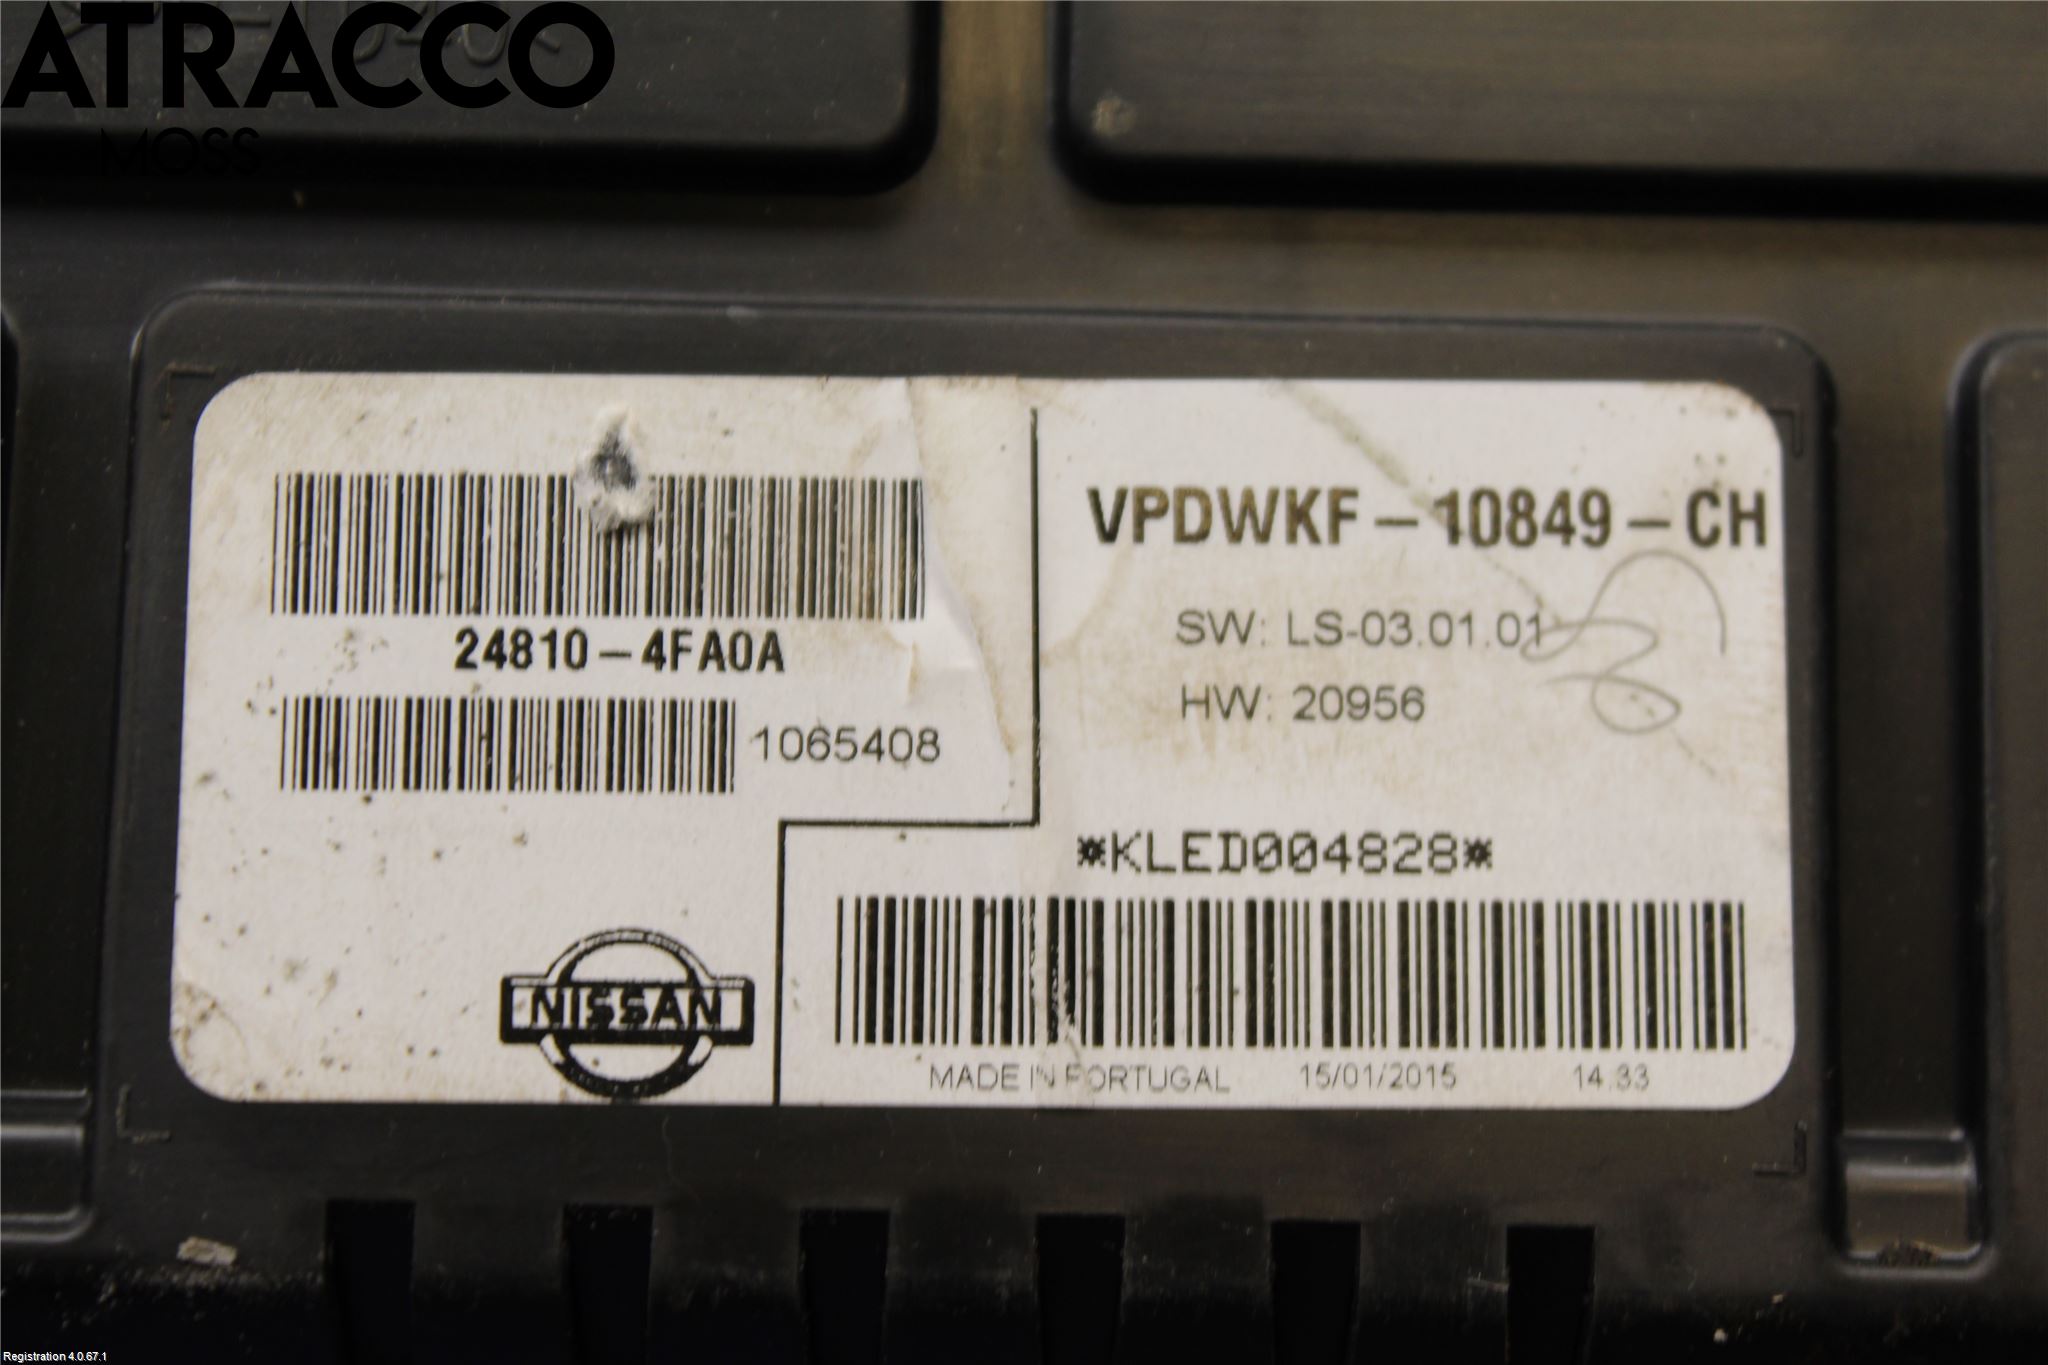 ATRACCO
MOSS
24810-4FA0A
1065408
NISSAN
VPDWKF-10849-CH
SW: LS-03.01.01
HW: 20956
*KLED004828*
MADE IN PORTUGAL 15/01/2015 14.33
Registration 4.0.67.1